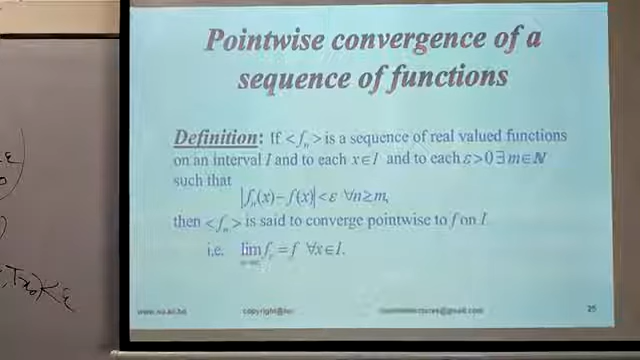 Pointwise convergence of a
sequence of functions
Definition: If <fₙ> is a sequence of real valued functions
on an interval I and to each x∈I and to each ε>0 ∃ m∈N
such that
|fₙ(x)−f(x)|<ε ∀n≥m,
then <fₙ> is said to converge pointwise to f on I
i.e. lim fₙ = f ∀x∈I.
25